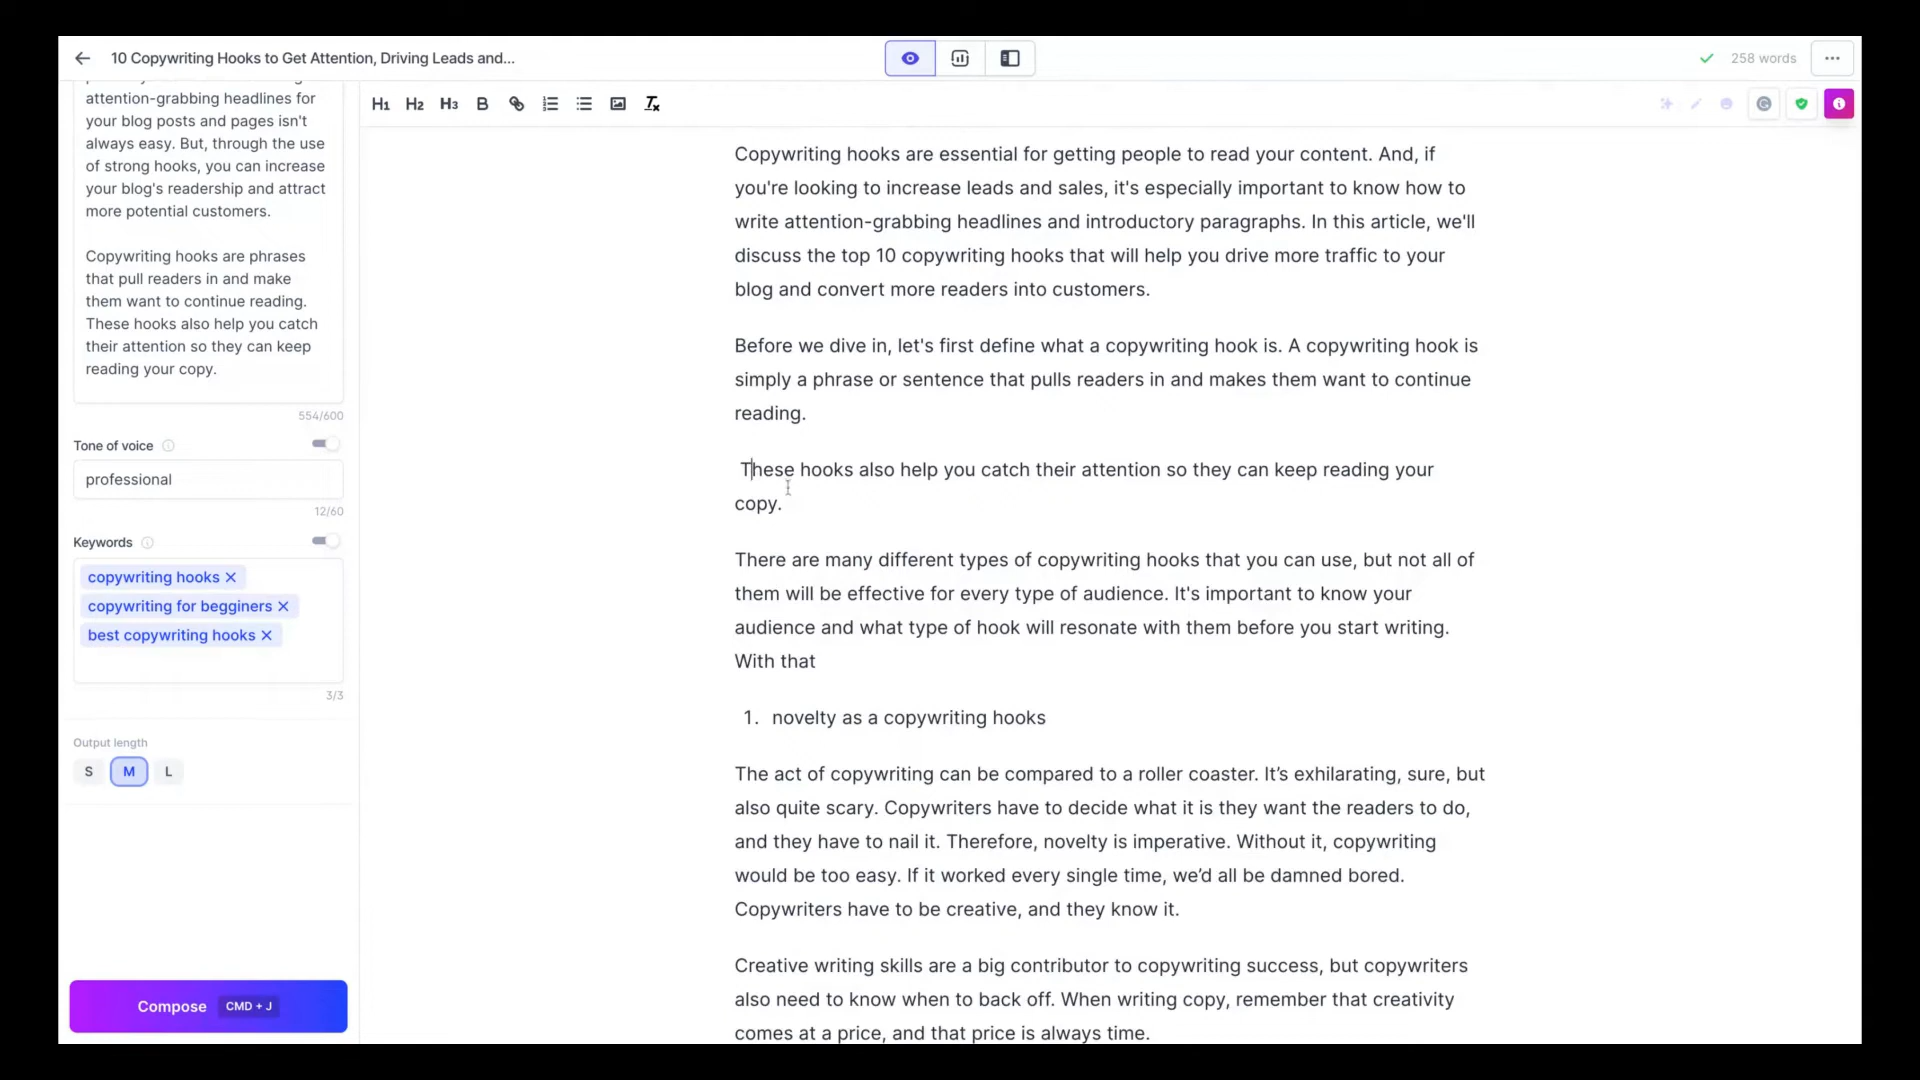 10 Copywriting Hooks to Get Attention, Driving Leads and...
258 words
attention-grabbing headlines for
your blog posts and pages isn't
always easy. But, through the use
of strong hooks, you can increase
your blog's readership and attract
more potential customers.
Copywriting hooks are phrases
that pull readers in and make
them want to continue reading.
These hooks also help you catch
their attention so they can keep
reading your copy.
554/600
Tone of voice
professional
12/60
Keywords
copywriting hooks
copywriting for begginers
best copywriting hooks
3/3
Output length
S M L
Compose CMD + J
H1 H2 H3 B
Copywriting hooks are essential for getting people to read your content. And, if
you're looking to increase leads and sales, it's especially important to know how to
write attention-grabbing headlines and introductory paragraphs. In this article, we'll
discuss the top 10 copywriting hooks that will help you drive more traffic to your
blog and convert more readers into customers.
Before we dive in, let's first define what a copywriting hook is. A copywriting hook is
simply a phrase or sentence that pulls readers in and makes them want to continue
reading.
These hooks also help you catch their attention so they can keep reading your
copy.
There are many different types of copywriting hooks that you can use, but not all of
them will be effective for every type of audience. It's important to know your
audience and what type of hook will resonate with them before you start writing.
With that
1. novelty as a copywriting hooks
The act of copywriting can be compared to a roller coaster. It’s exhilarating, sure, but
also quite scary. Copywriters have to decide what it is they want the readers to do,
and they have to nail it. Therefore, novelty is imperative. Without it, copywriting
would be too easy. If it worked every single time, we’d all be damned bored.
Copywriters have to be creative, and they know it.
Creative writing skills are a big contributor to copywriting success, but copywriters
also need to know when to back off. When writing copy, remember that creativity
comes at a price, and that price is always time.